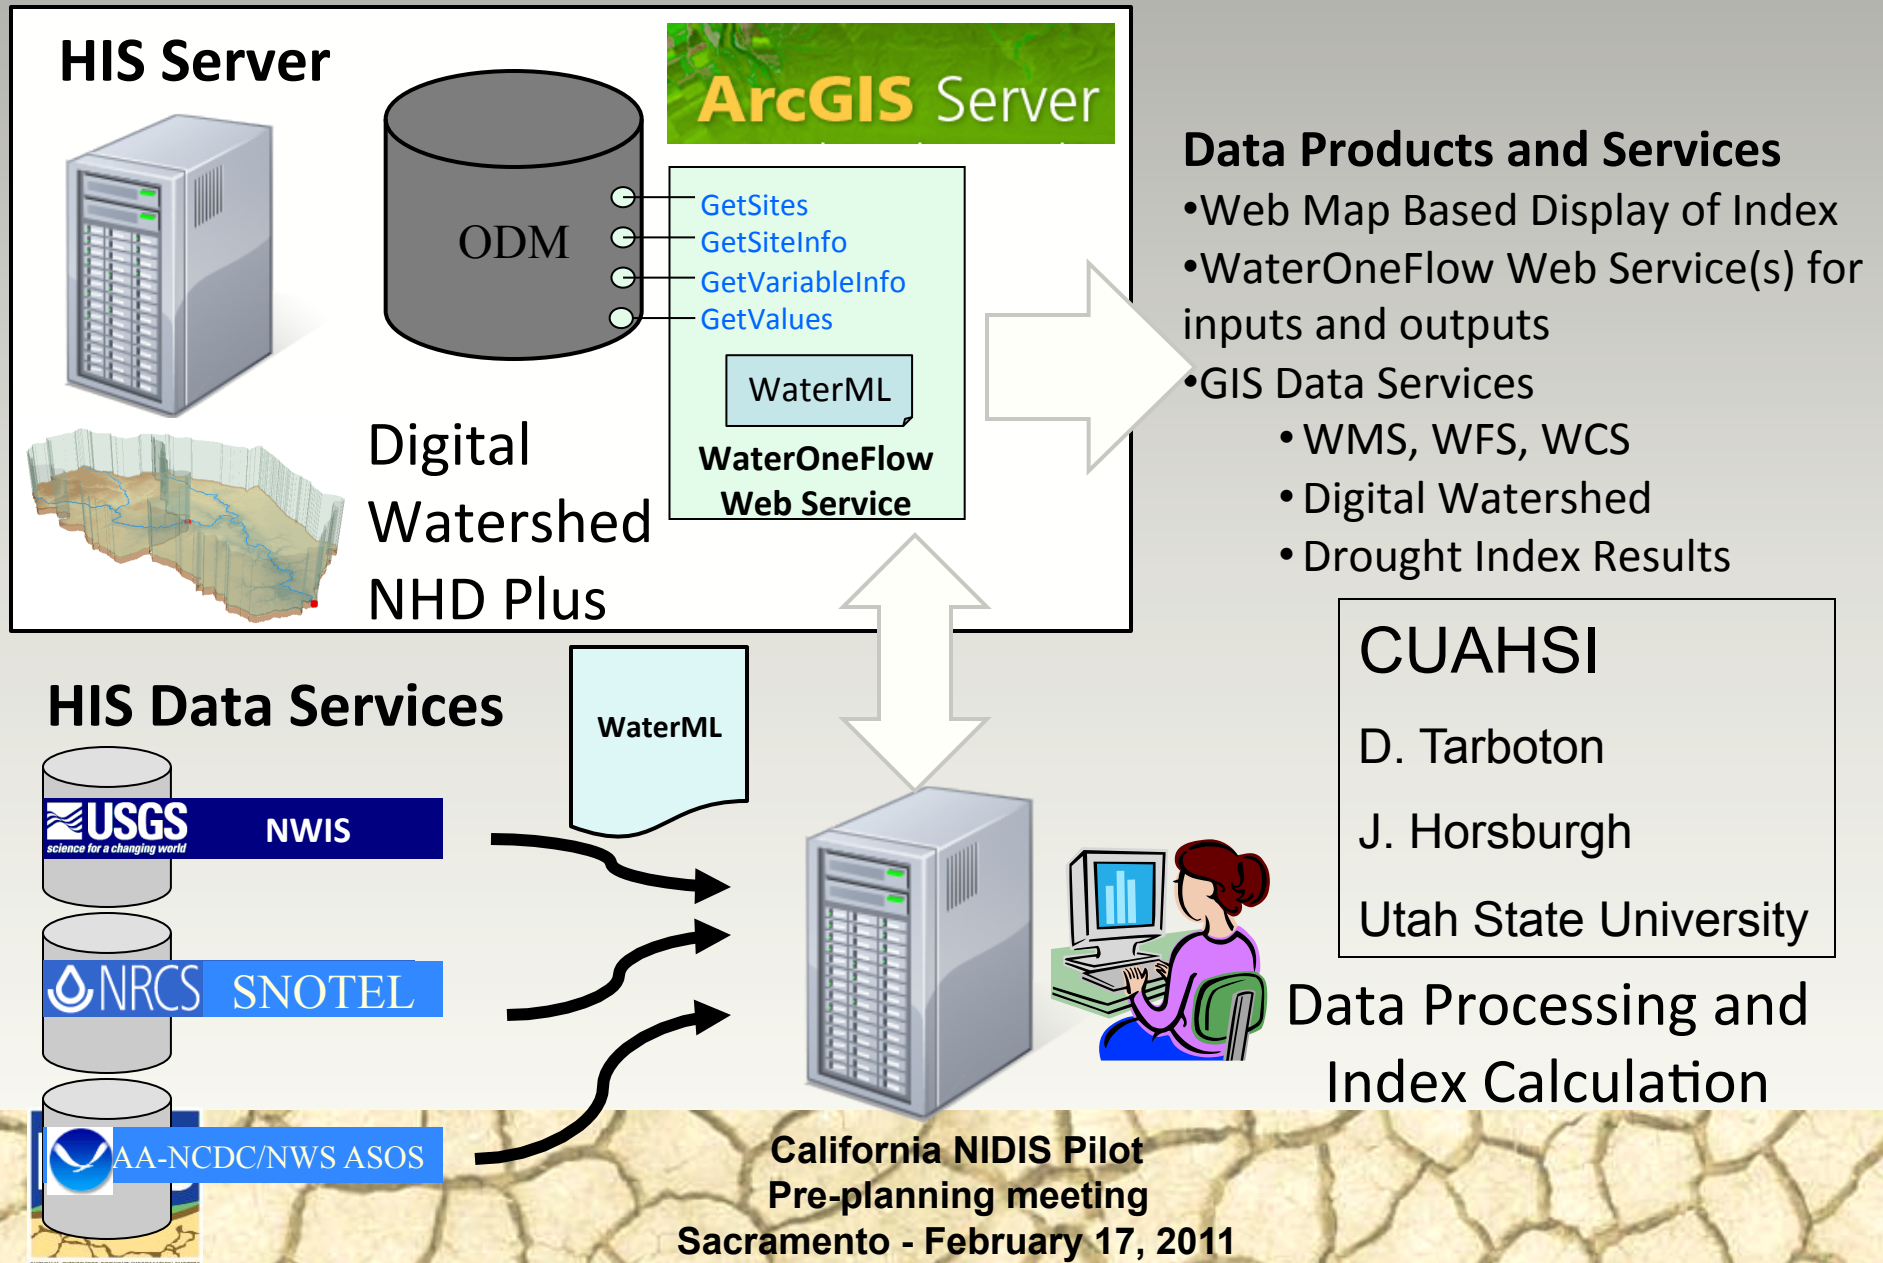 HIS Server
ArcGIS Server
ODM
GetSites
GetSiteInfo
GetVariableInfo
GetValues
WaterML
WaterOneFlow
Web Service
Digital
Watershed
NHD Plus
Data Products and Services
•Web Map Based Display of Index
•WaterOneFlow Web Service(s) for
inputs and outputs
•GIS Data Services
• WMS, WFS, WCS
• Digital Watershed
• Drought Index Results
CUAHSI
D. Tarboton
J. Horsburgh
Utah State University
HIS Data Services
WaterML
USGS
science for a changing world
NWIS
NRCS SNOTEL
AA-NCDC/NWS ASOS
Data Processing and
Index Calculation
California NIDIS Pilot
Pre-planning meeting
Sacramento - February 17, 2011